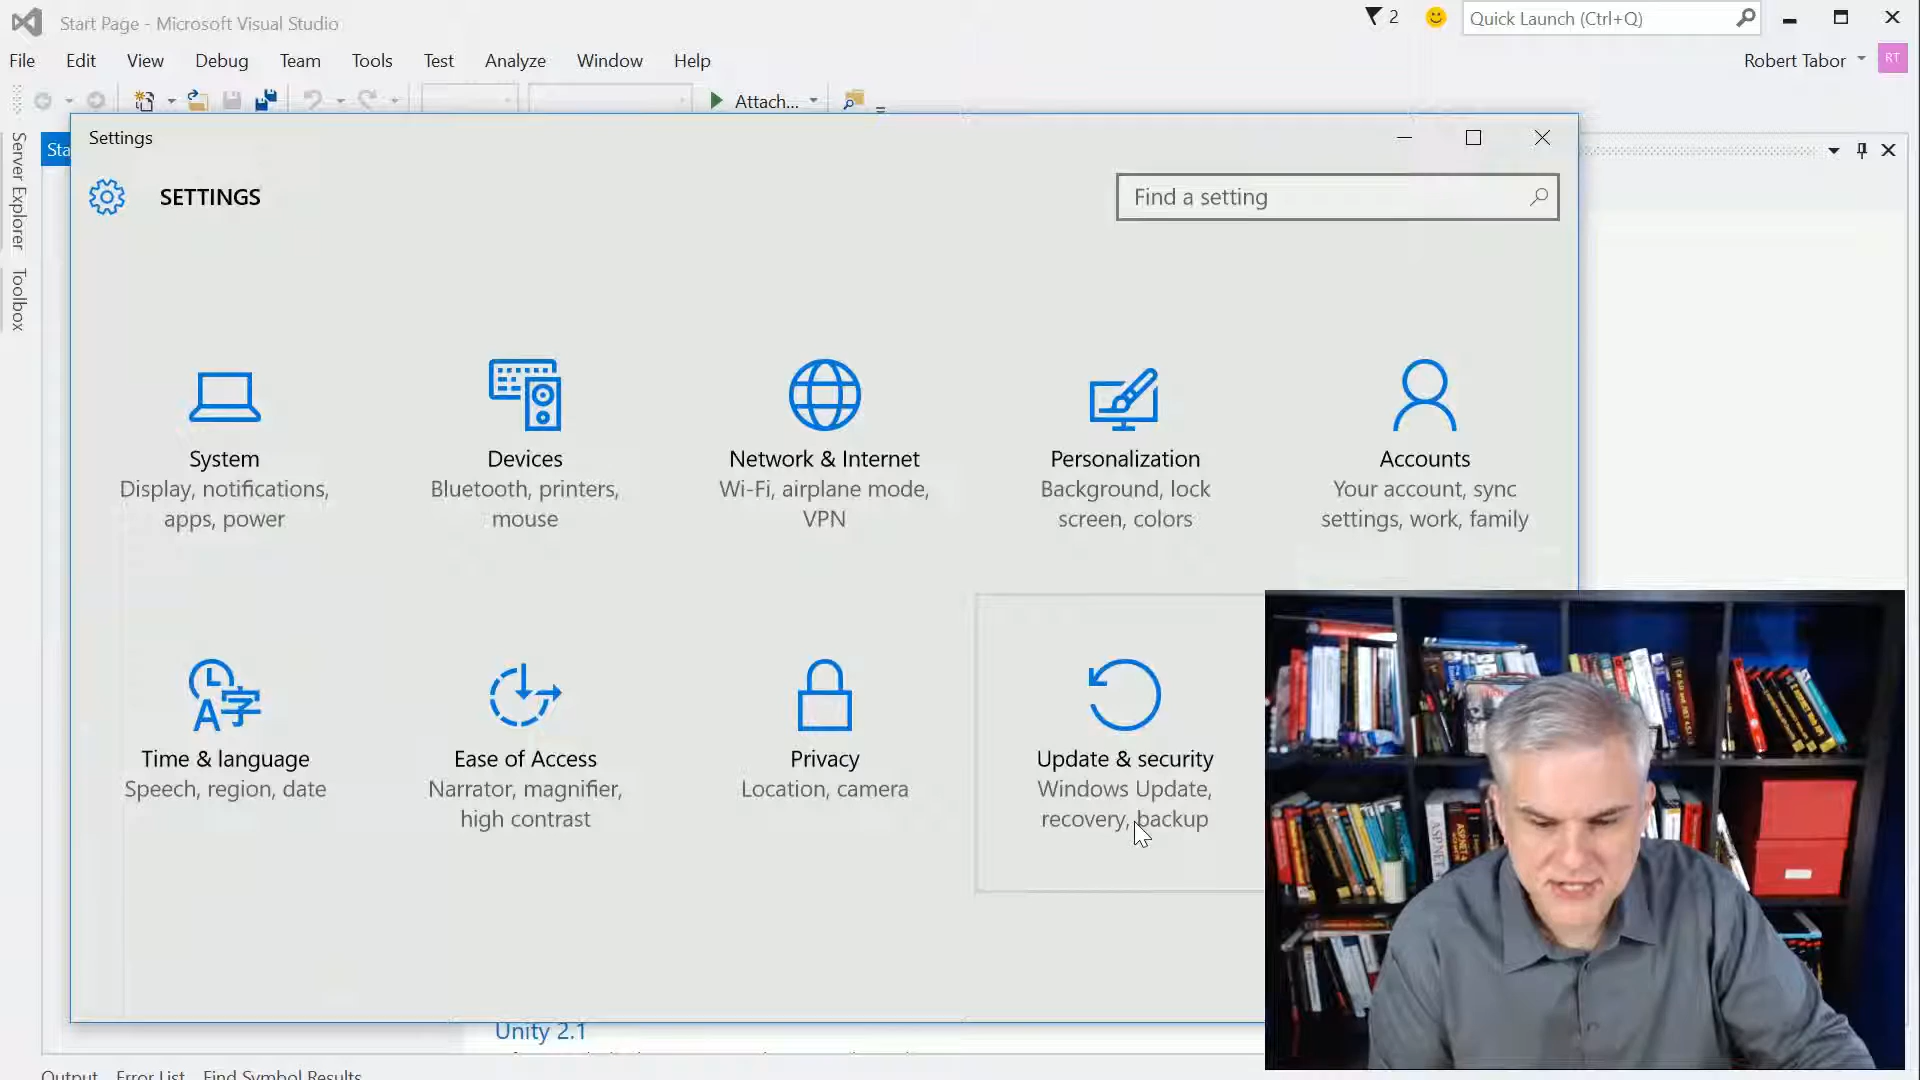 Start Page - Microsoft Visual Studio
2
Quick Launch (Ctrl+Q)
File Edit View Debug Team Tools Test Analyze Window Help
Robert Tabor RT
Attach...
Server Explorer
Toolbox
Sta
Settings
SETTINGS
Find a setting
System
Display, notifications,
apps, power
Devices
Bluetooth, printers,
mouse
Network & Internet
Wi-Fi, airplane mode,
VPN
Personalization
Background, lock
screen, colors
Accounts
Your account, sync
settings, work, family
Time & language
Speech, region, date
Ease of Access
Narrator, magnifier,
high contrast
Privacy
Location, camera
Update & security
Windows Update,
recovery, backup
Unity 2.1
Output Error List Find Symbol Results